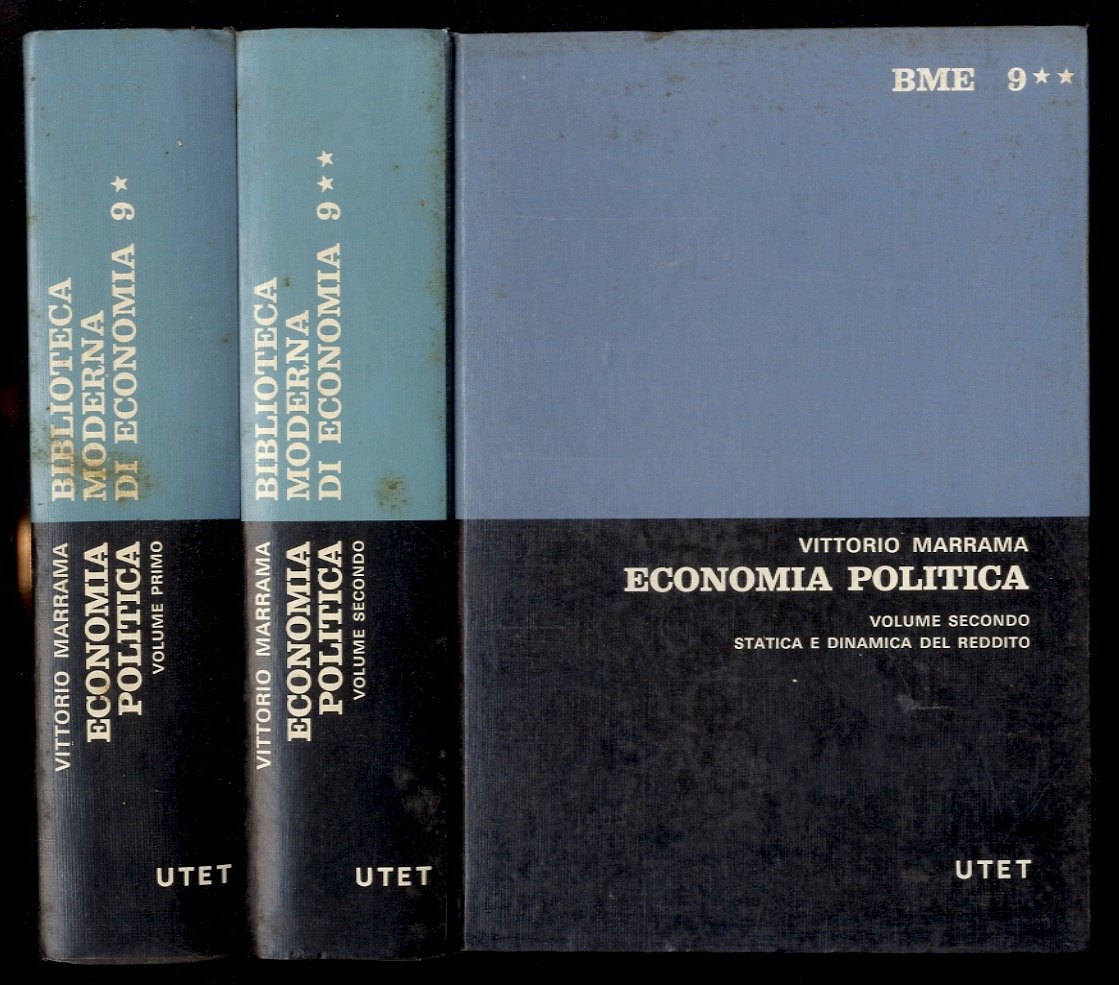 BIBLIOTECA
MODERNA
DI ECONOMIA 9★
VITTORIO MARRAMA
ECONOMIA
POLITICA
VOLUME PRIMO
UTET
BIBLIOTECA
MODERNA
DI ECONOMIA 9★★
VITTORIO MARRAMA
ECONOMIA
POLITICA
VOLUME SECONDO
UTET
BME 9★★
VITTORIO MARRAMA
ECONOMIA POLITICA
VOLUME SECONDO
STATICA E DINAMICA DEL REDDITO
UTET